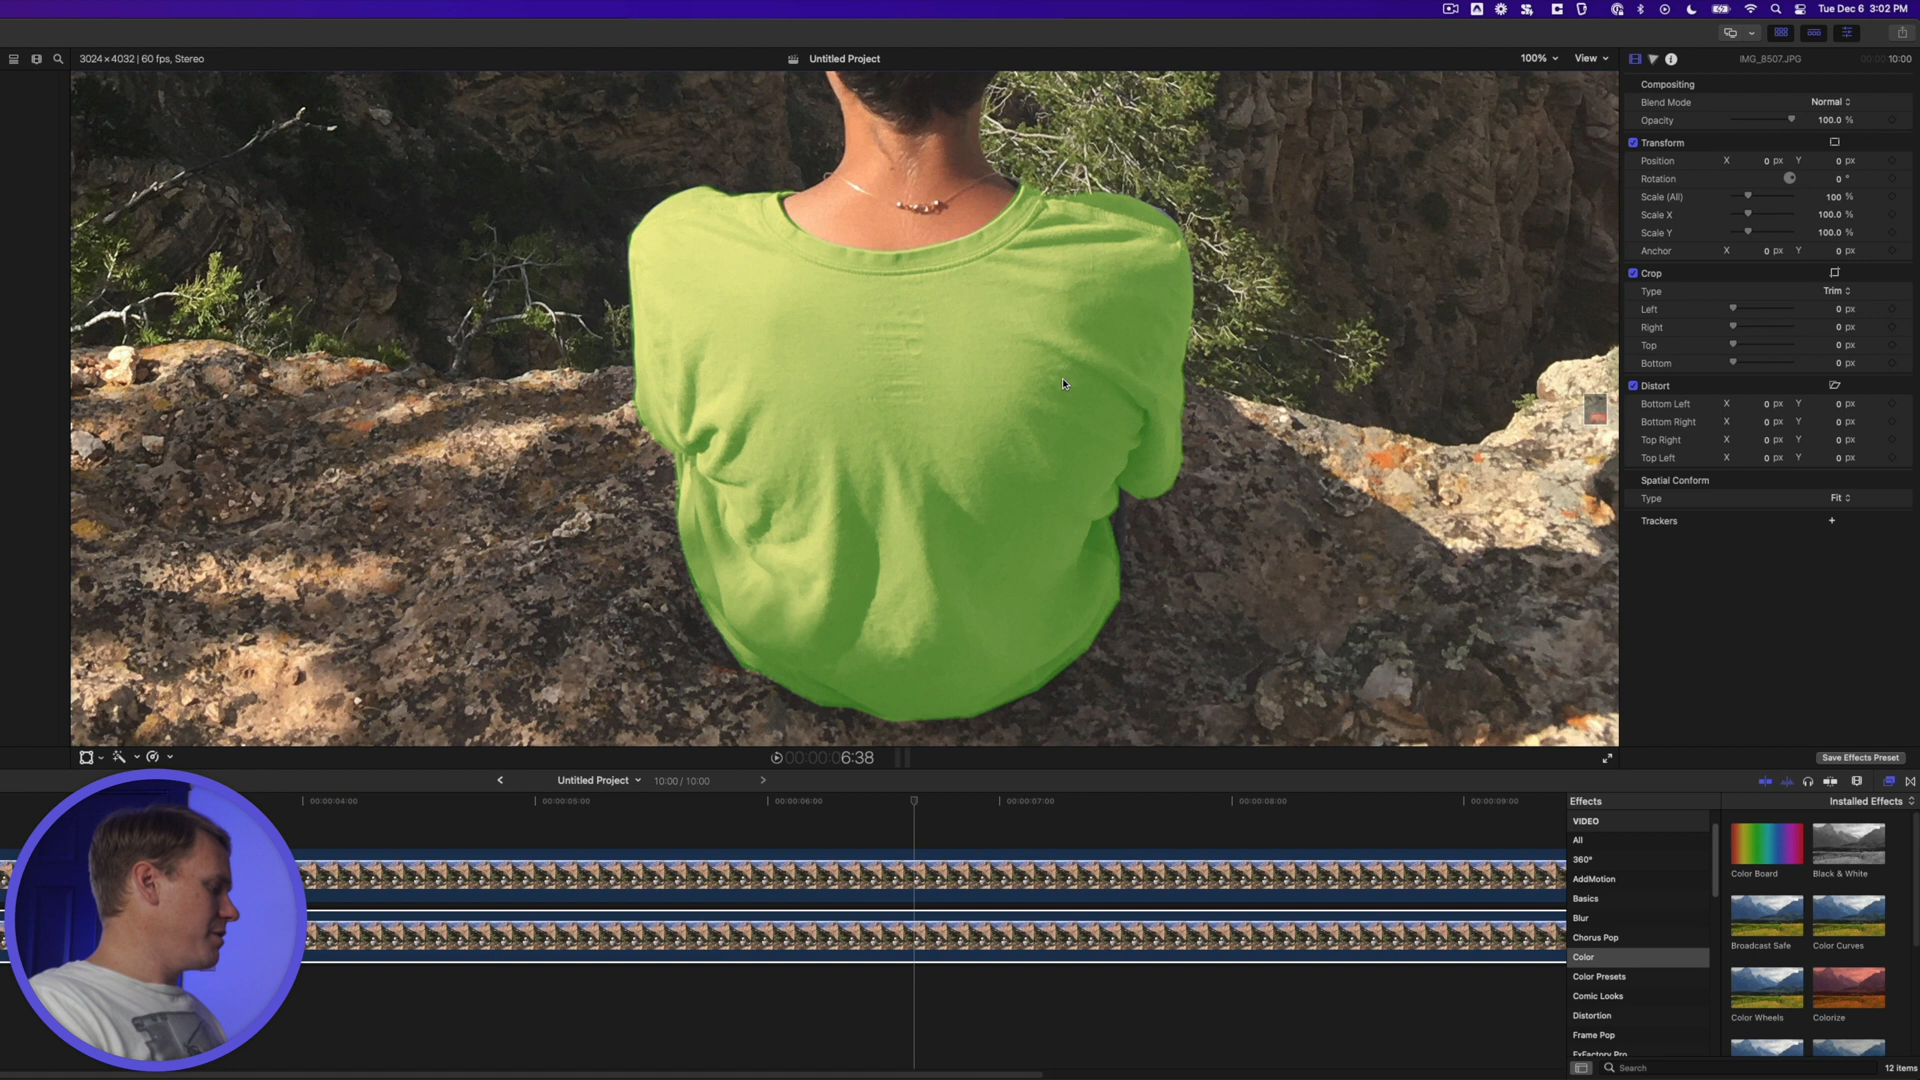 Tue Dec 6 3:02 PM
3024×4032 | 60 fps, Stereo
Untitled Project
100%
View
IMG_8507.JPG
10:00
Compositing
Blend Mode
Normal
Opacity
100.0 %
Transform
Position
X 0 px Y 0 px
Rotation
0 °
Scale (All)
100 %
Scale X
100.0 %
Scale Y
100.0 %
Anchor
X 0 px Y 0 px
Crop
Type
Trim
Left
0 px
Right
0 px
Top
0 px
Bottom
0 px
Distort
Bottom Left
X 0 px Y 0 px
Bottom Right
X 0 px Y 0 px
Top Right
X 0 px Y 0 px
Top Left
X 0 px Y 0 px
Spatial Conform
Type
Fit
Trackers
00:00:06:38
Save Effects Preset
Untitled Project
10:00 / 10:00
00:00:04:00
00:00:05:00
00:00:06:00
00:00:07:00
00:00:08:00
00:00:09:00
Effects
Installed Effects
VIDEO
All
360°
AddMotion
Basics
Blur
Chorus Pop
Color
Color Presets
Comic Looks
Distortion
Frame Pop
FxFactory Pro
Color Board
Black & White
Broadcast Safe
Color Curves
Color Wheels
Colorize
Search
12 items